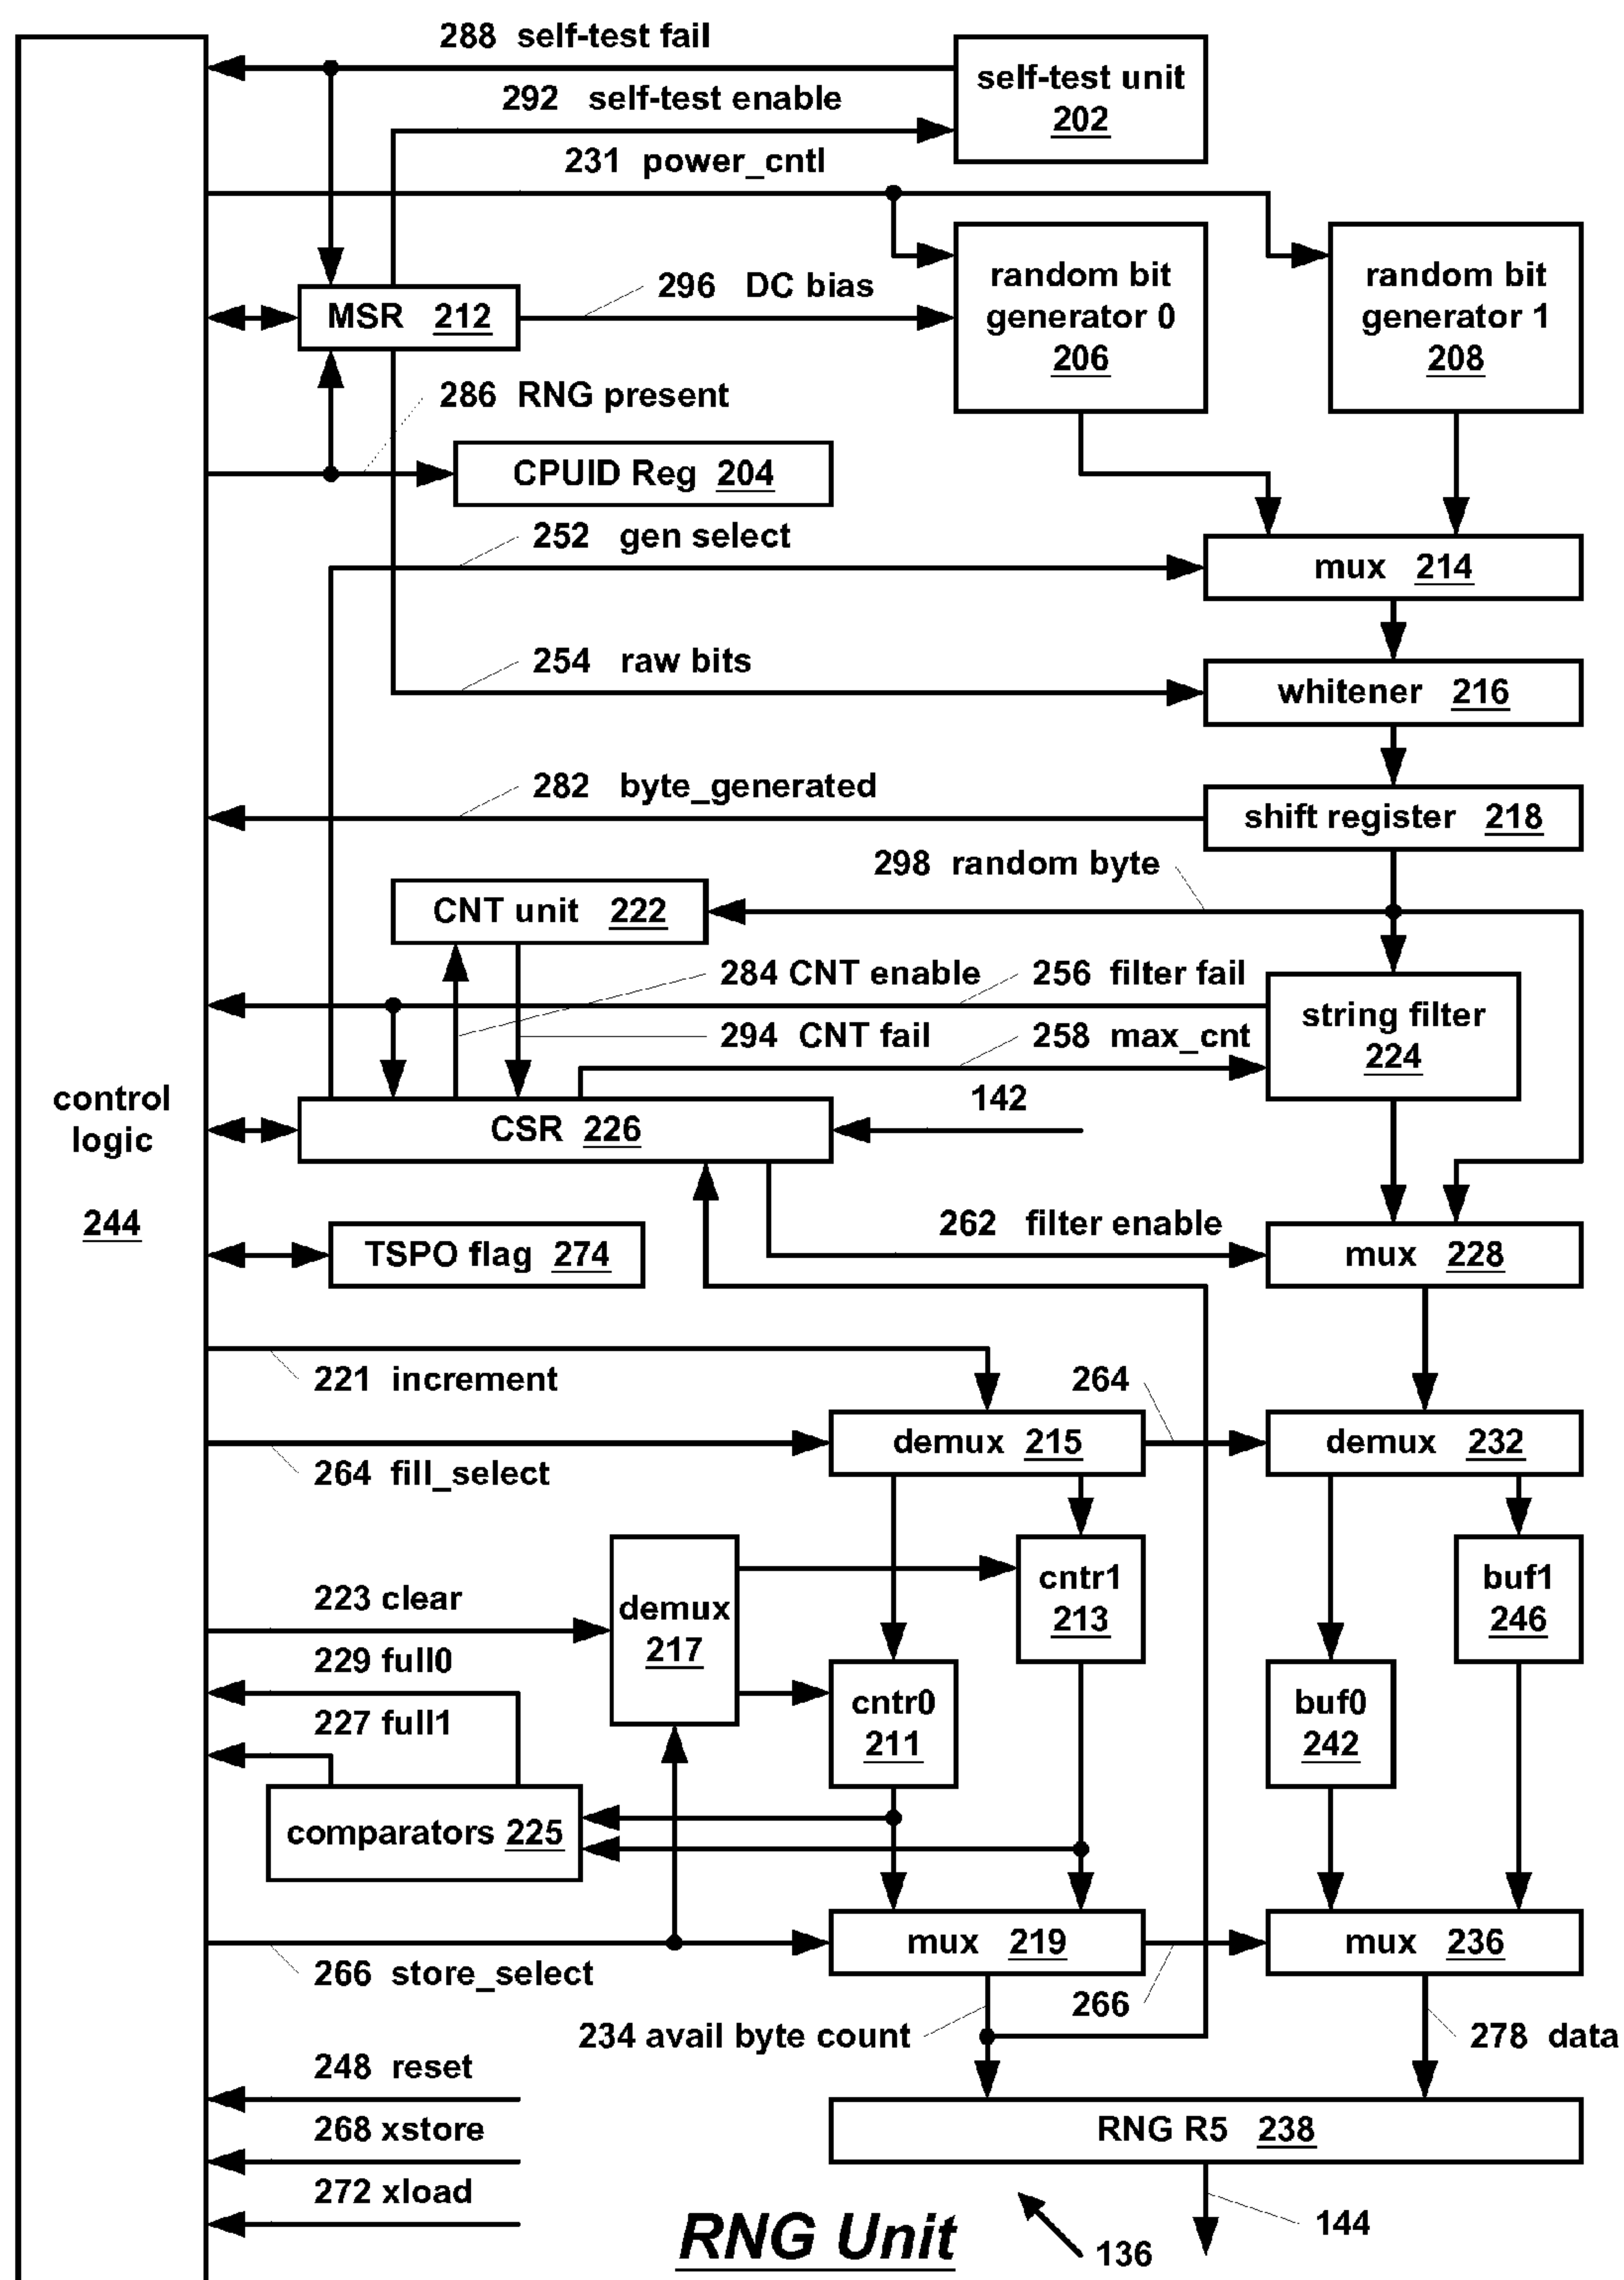 288 self-test fail
self-test unit
202
292 self-test enable
231 power_cntl
random bit
generator 0
206
random bit
generator 1
208
296 DC bias
MSR 212
286 RNG present
CPUID Reg 204
252 gen select
mux 214
254 raw bits
whitener 216
282 byte_generated
shift register 218
298 random byte
CNT unit 222
284 CNT enable
256 filter fail
string filter
224
294 CNT fail
258 max_cnt
control
logic
244
142
CSR 226
262 filter enable
TSPO flag 274
mux 228
221 increment
264
demux 215
demux 232
264 fill_select
223 clear
demux
217
cntr1
213
buf1
246
229 full0
cntr0
211
buf0
242
227 full1
comparators 225
mux 219
mux 236
266 store_select
266
234 avail byte count
278 data
248 reset
268 xstore
RNG R5 238
272 xload
144
RNG Unit
136